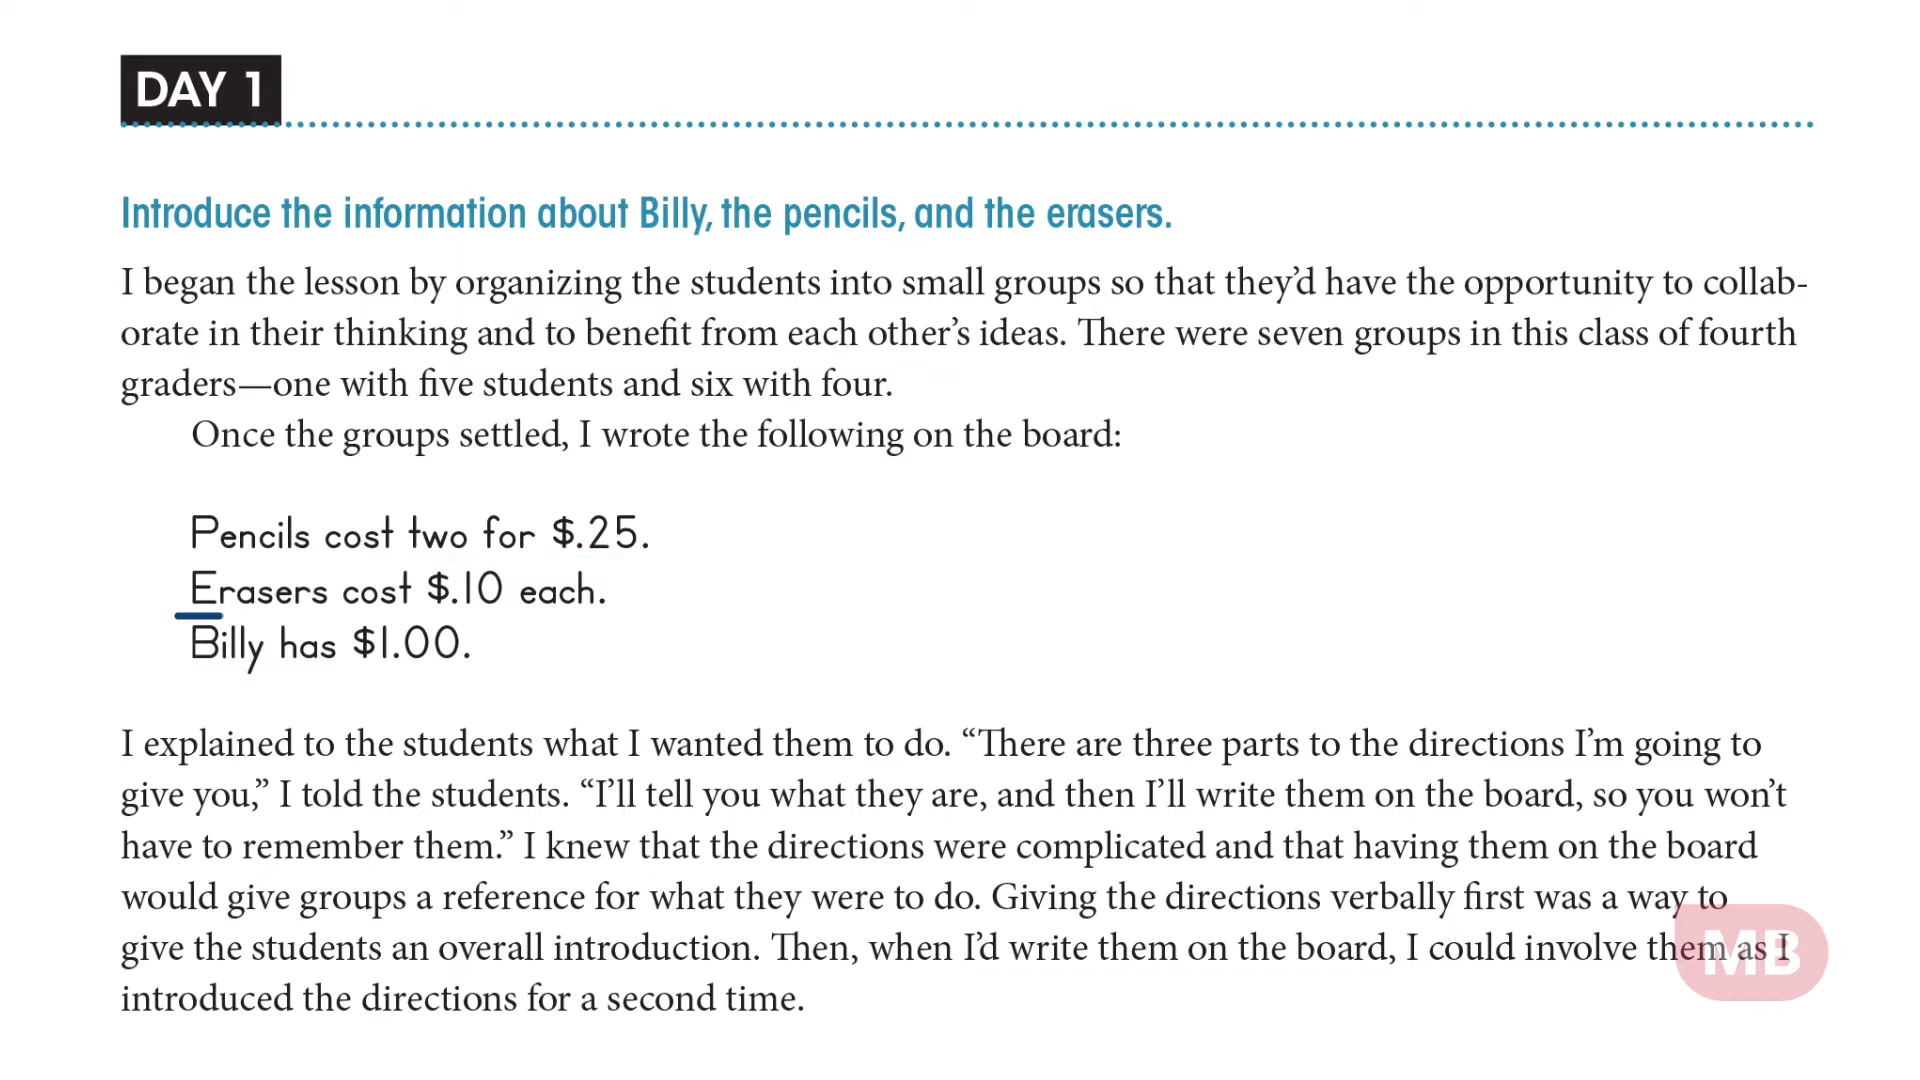 DAY 1
Introduce the information about Billy, the pencils, and the erasers.
I began the lesson by organizing the students into small groups so that they’d have the opportunity to collab-
orate in their thinking and to benefit from each other’s ideas. There were seven groups in this class of fourth
graders—one with five students and six with four.
Once the groups settled, I wrote the following on the board:
Pencils cost two for $.25.
Erasers cost $.10 each.
Billy has $1.00.
I explained to the students what I wanted them to do. “There are three parts to the directions I’m going to
give you,” I told the students. “I’ll tell you what they are, and then I’ll write them on the board, so you won’t
have to remember them.” I knew that the directions were complicated and that having them on the board
would give groups a reference for what they were to do. Giving the directions verbally first was a way to
give the students an overall introduction. Then, when I’d write them on the board, I could involve them as I
introduced the directions for a second time.
MB